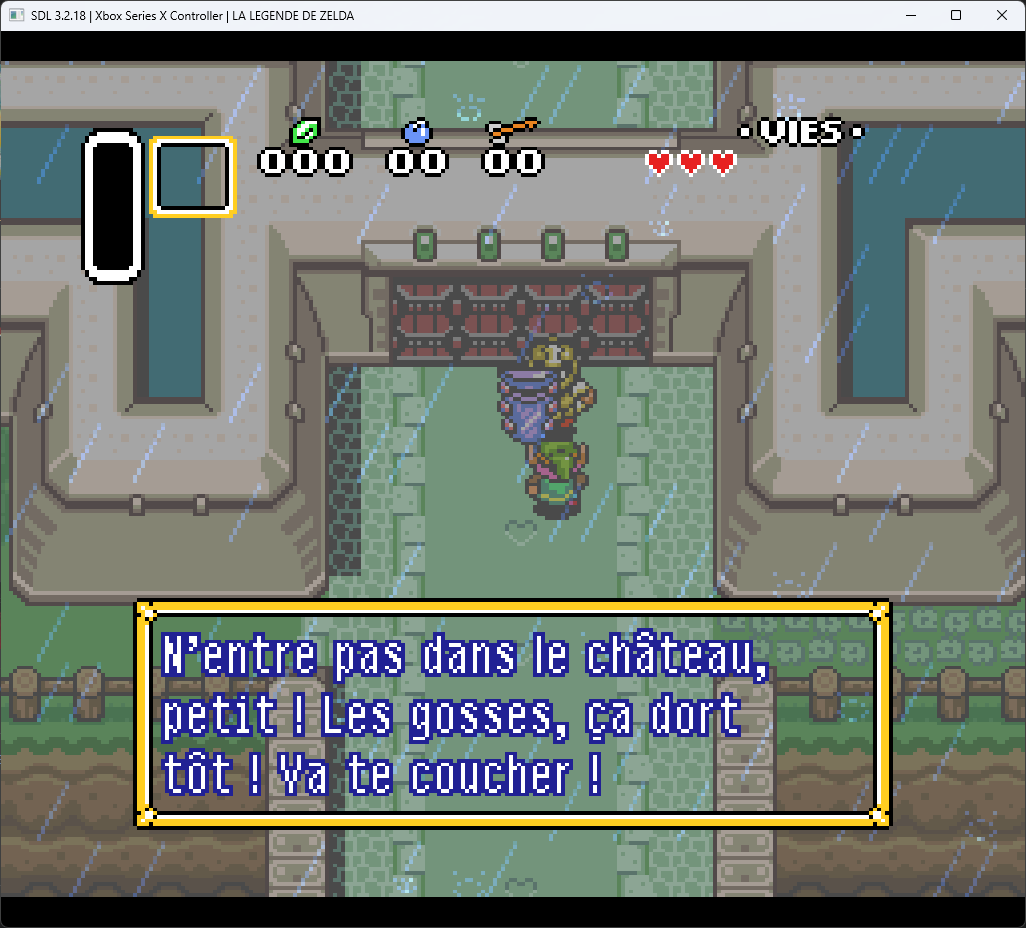 SDL 3.2.18 | Xbox Series X Controller | LA LEGENDE DE ZELDA
VIES
000 00 00
N'entre pas dans le château,
petit ! Les gosses, ça dort
tôt ! Va te coucher !